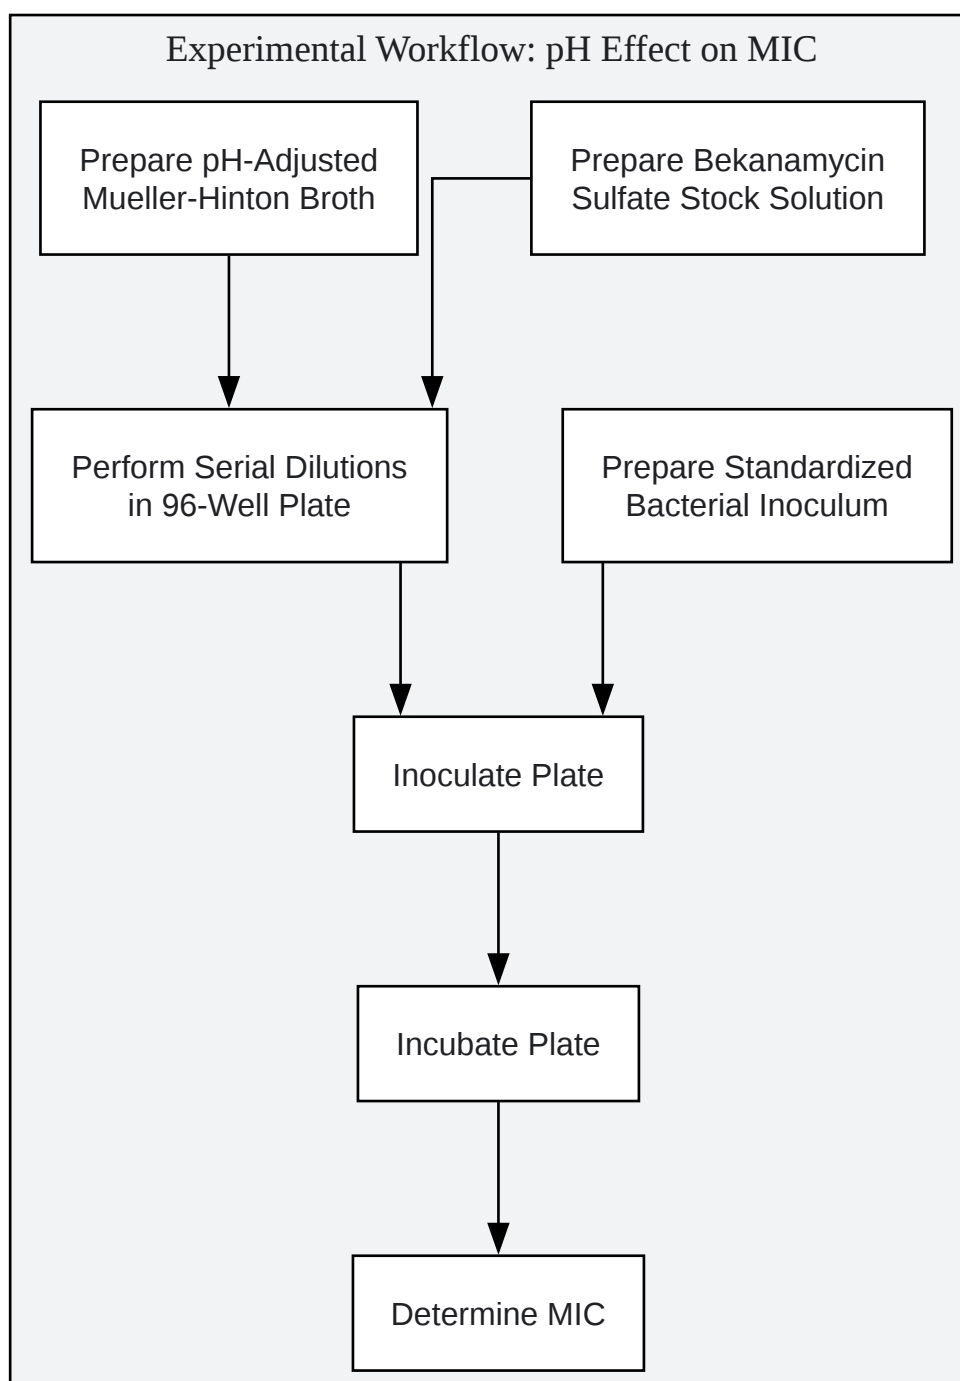 Experimental Workflow: pH Effect on MIC
Prepare pH-Adjusted
Mueller-Hinton Broth
Prepare Bekanamycin
Sulfate Stock Solution
Perform Serial Dilutions
in 96-Well Plate
Prepare Standardized
Bacterial Inoculum
Inoculate Plate
Incubate Plate
Determine MIC